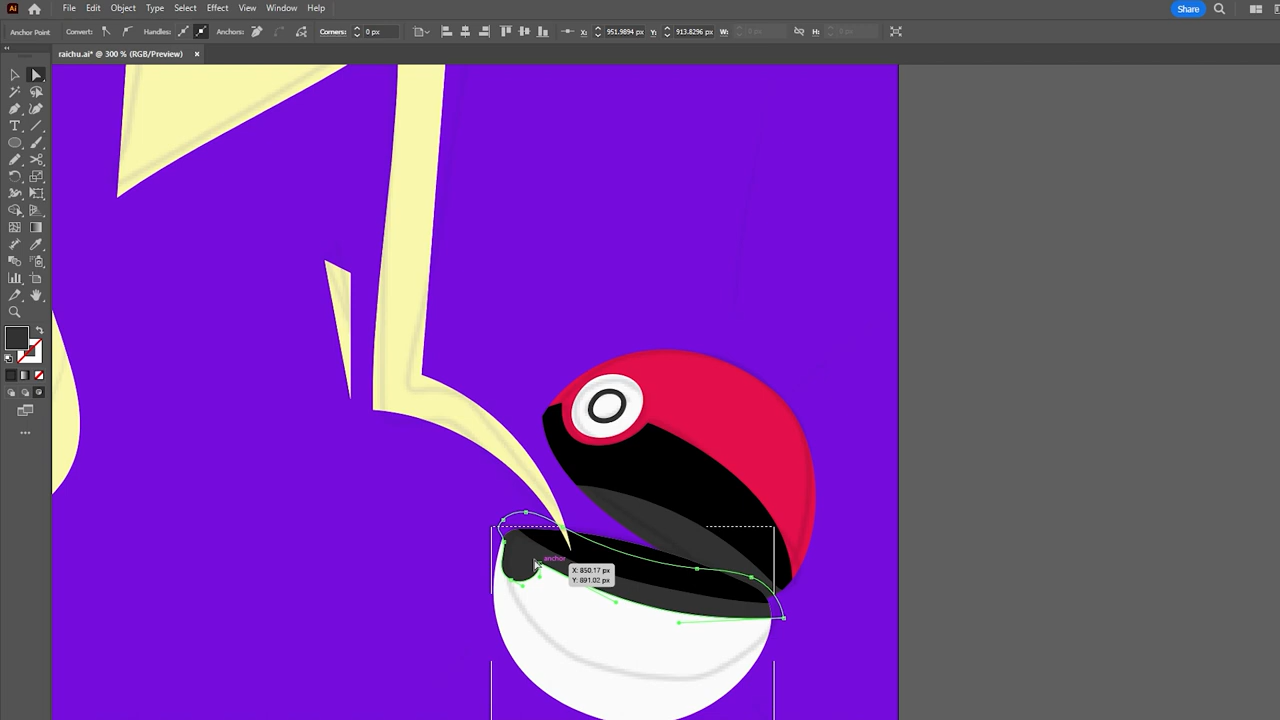 Ai File Edit Object Type Select Effect View Window Help Share
Anchor Point Convert: Handles: Anchors: Corners: 0 px X: 951.9894 px Y: 913.8296 px W: 0 px H: 0 px
raichu.ai* @ 300 % (RGB/Preview) ×
anchor
X: 850.17 px
Y: 891.02 px